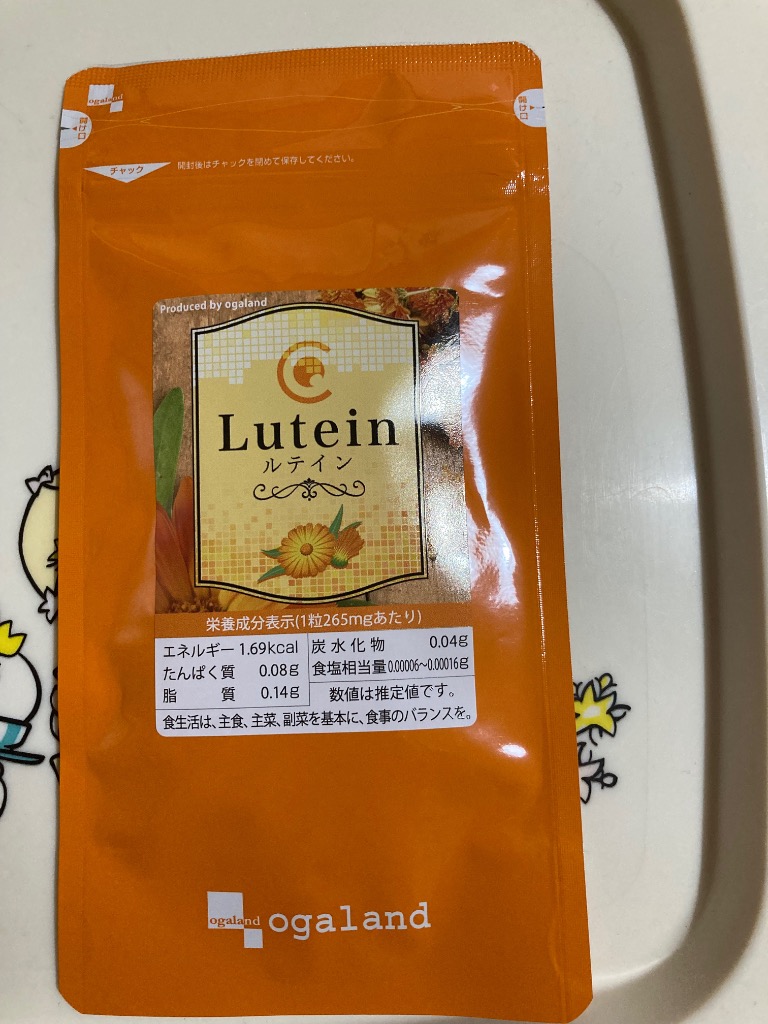 ogaland
開け口
開け口
チャック
開封後はチャックを閉めて保存してください。
Produced by ogaland
Lutein
ルテイン
栄養成分表示(1粒265mgあたり)
エネルギー 1.69kcal
たんぱく質 0.08g
脂質 0.14g
炭水化物 0.04g
食塩相当量 0.00006~0.00016g
数値は推定値です。
食生活は、主食、主菜、副菜を基本に、食事のバランスを。
ogaland
ogaland